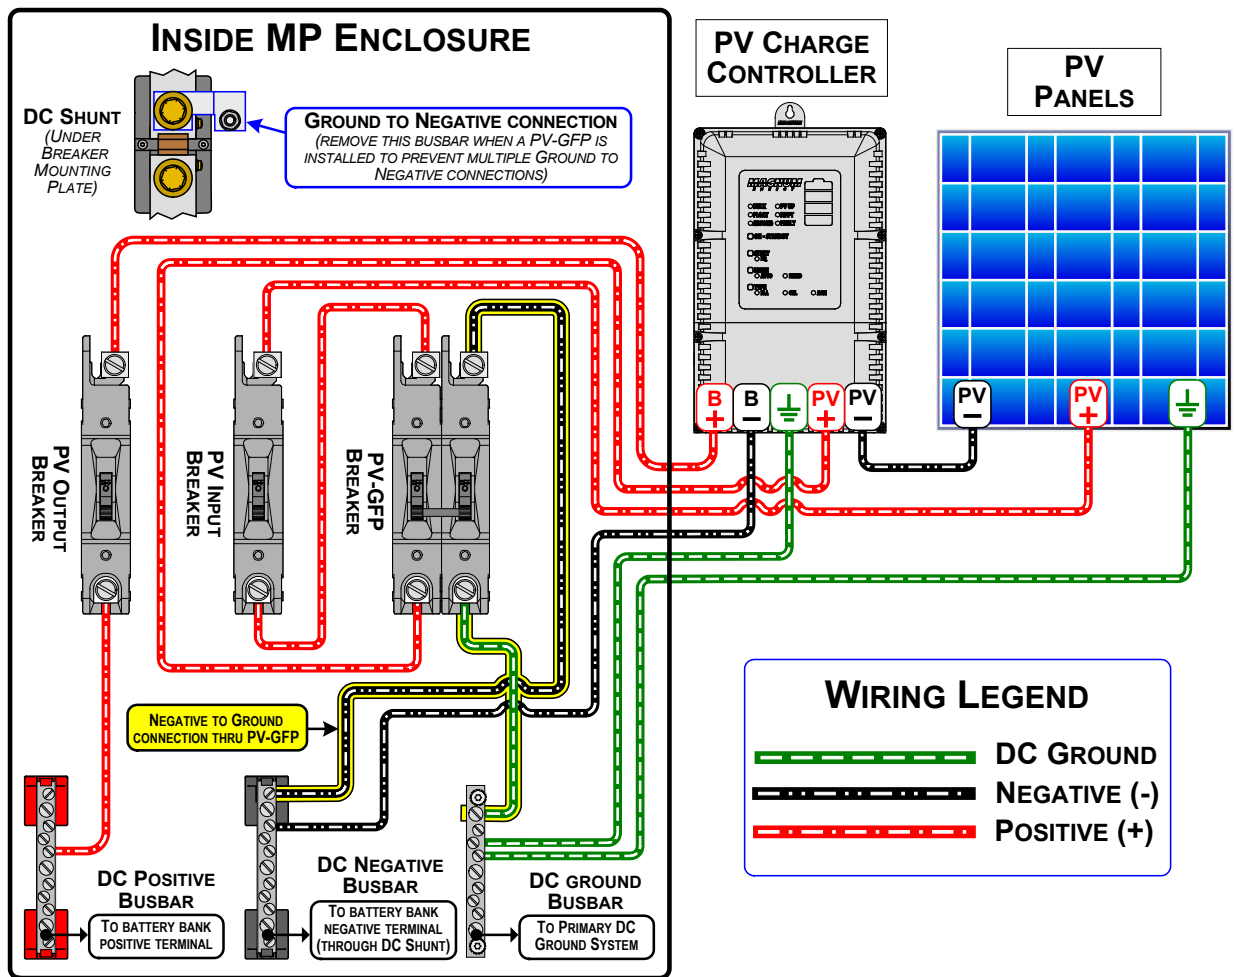 INSIDE MP ENCLOSURE
DC SHUNT
(UNDER
BREAKER
MOUNTING
PLATE)
GROUND TO NEGATIVE CONNECTION
(REMOVE THIS BUSBAR WHEN A PV-GFP IS
INSTALLED TO PREVENT MULTIPLE GROUND TO
NEGATIVE CONNECTIONS)
PV CHARGE
CONTROLLER
PV
PANELS
MAGNUM
ENERGY
B
+
B
–
PV
+
PV
–
PV
–
PV
+
PV OUTPUT
BREAKER
PV INPUT
BREAKER
PV-GFP
BREAKER
NEGATIVE TO GROUND
CONNECTION THRU PV-GFP
DC POSITIVE
BUSBAR
TO BATTERY BANK
POSITIVE TERMINAL
DC NEGATIVE
BUSBAR
TO BATTERY BANK
NEGATIVE TERMINAL
(THROUGH DC SHUNT)
DC GROUND
BUSBAR
TO PRIMARY DC
GROUND SYSTEM
WIRING LEGEND
DC GROUND
NEGATIVE (-)
POSITIVE (+)